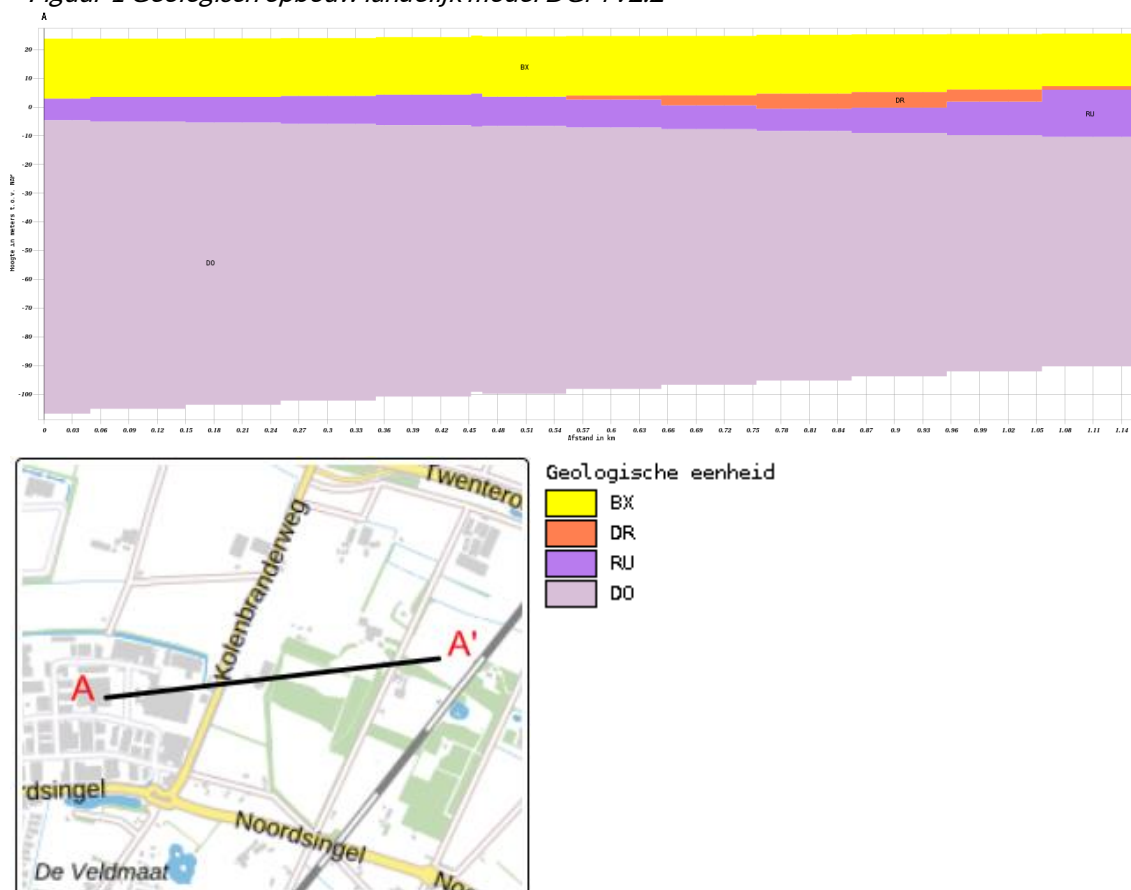 Figuur 1 Geologisch opbouw landelijk model DGM v2.2
A
20
10
0
-10
-20
-30
-40
-50
-60
-70
-80
-90
-100
Hoogte in meters t.o.v. NAP
BX
DR
RU
DO
0 0.03 0.06 0.09 0.12 0.15 0.18 0.21 0.24 0.27 0.3 0.33 0.36 0.39 0.42 0.45 0.48 0.51 0.54 0.57 0.6 0.63 0.66 0.69 0.72 0.75 0.78 0.81 0.84 0.87 0.9 0.93 0.96 0.99 1.02 1.05 1.08 1.11 1.14
Afstand in km
Twentero
Kolenbranderweg
A
A'
rdsingel
Noordsingel
De Veldmaat
Noo
Geologische eenheid
BX
DR
RU
DO